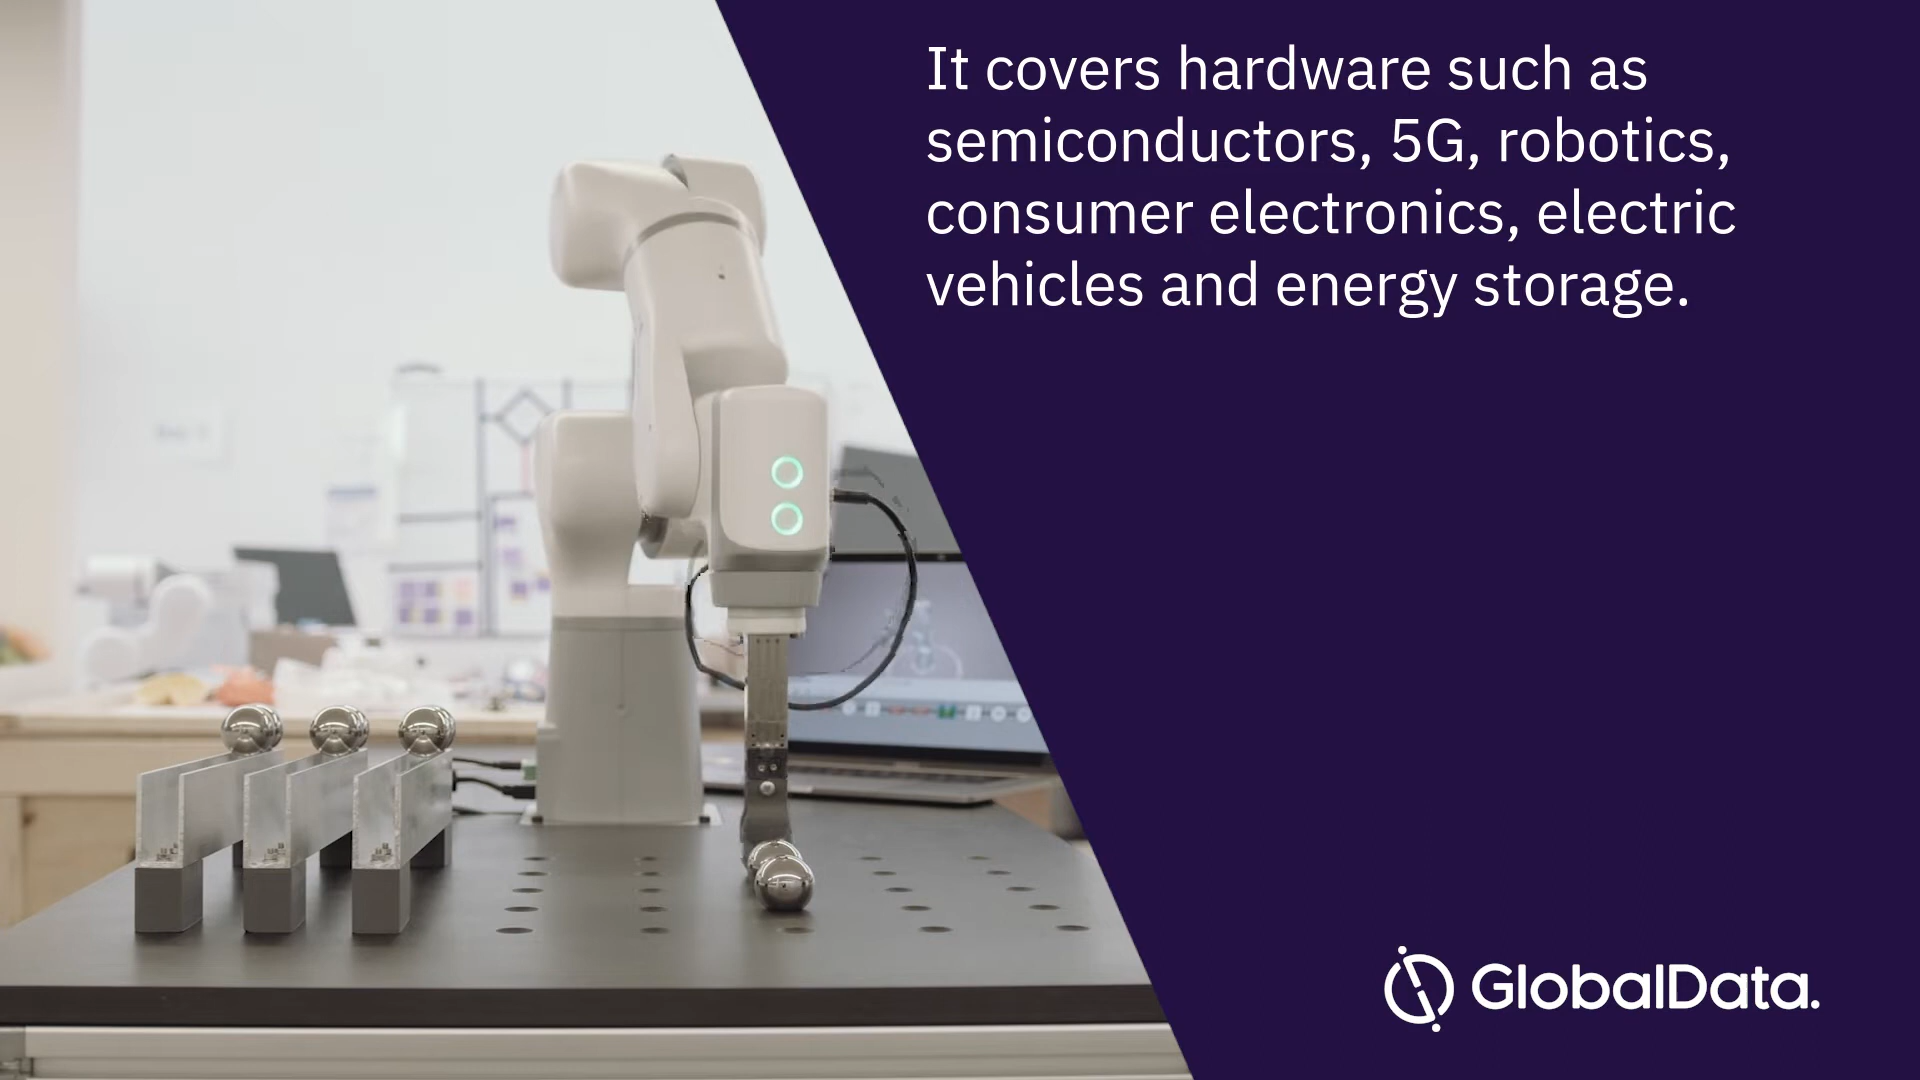 It covers hardware such as
semiconductors, 5G, robotics,
consumer electronics, electric
vehicles and energy storage.
GlobalData.